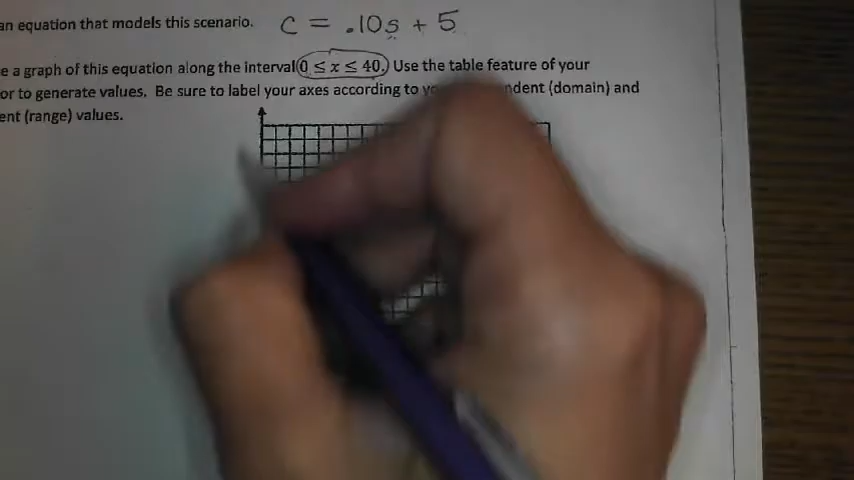 an equation that models this scenario. C = .10s + 5
e a graph of this equation along the interval 0 ≤ x ≤ 40. Use the table feature of your
or to generate values. Be sure to label your axes according to (domain) and
ent (range) values.